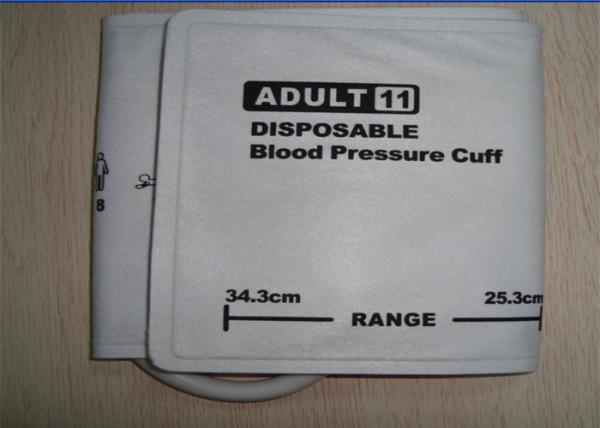 ADULT 11
DISPOSABLE
Blood Pressure Cuff
8
34.3cm 25.3cm
RANGE